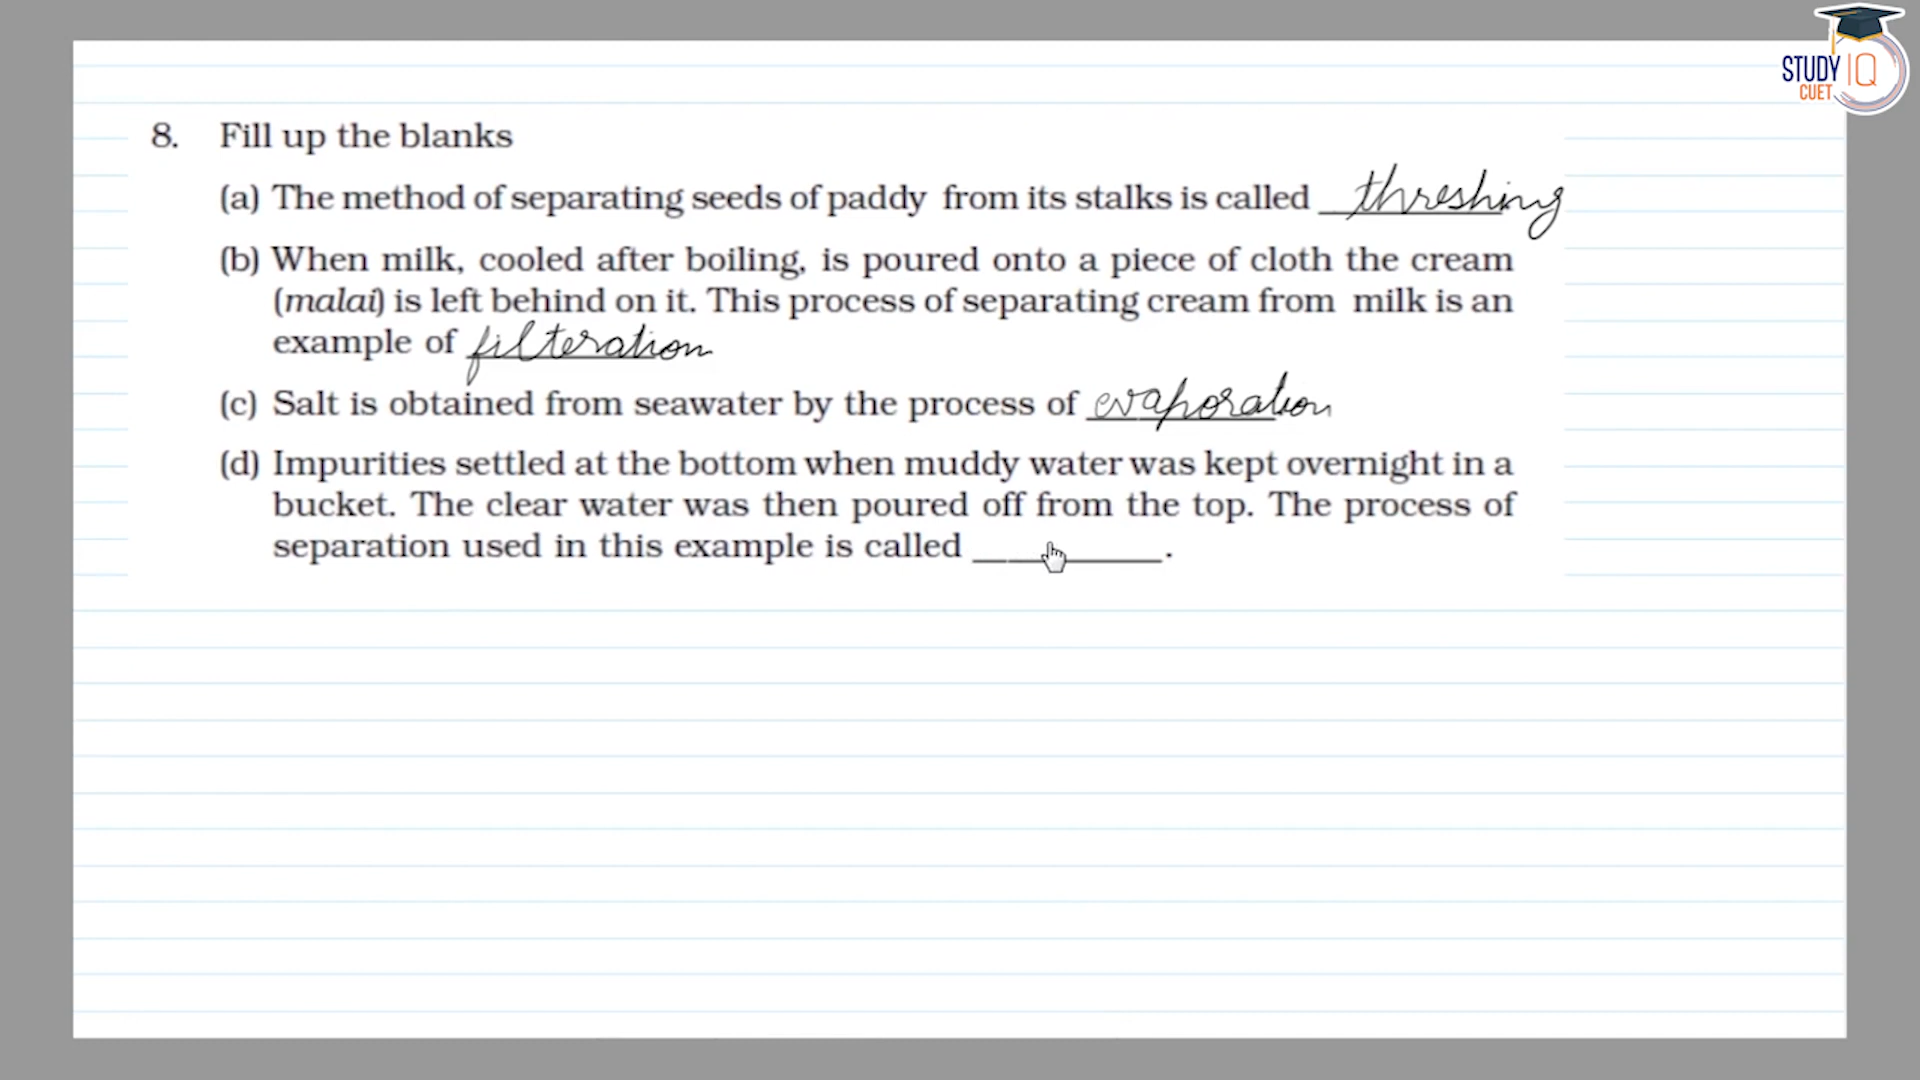 STUDY IQ
CUET
8. Fill up the blanks
(a) The method of separating seeds of paddy from its stalks is called threshing
(b) When milk, cooled after boiling, is poured onto a piece of cloth the cream
(malai) is left behind on it. This process of separating cream from milk is an
example of filteration
(c) Salt is obtained from seawater by the process of evaporation
(d) Impurities settled at the bottom when muddy water was kept overnight in a
bucket. The clear water was then poured off from the top. The process of
separation used in this example is called __________.